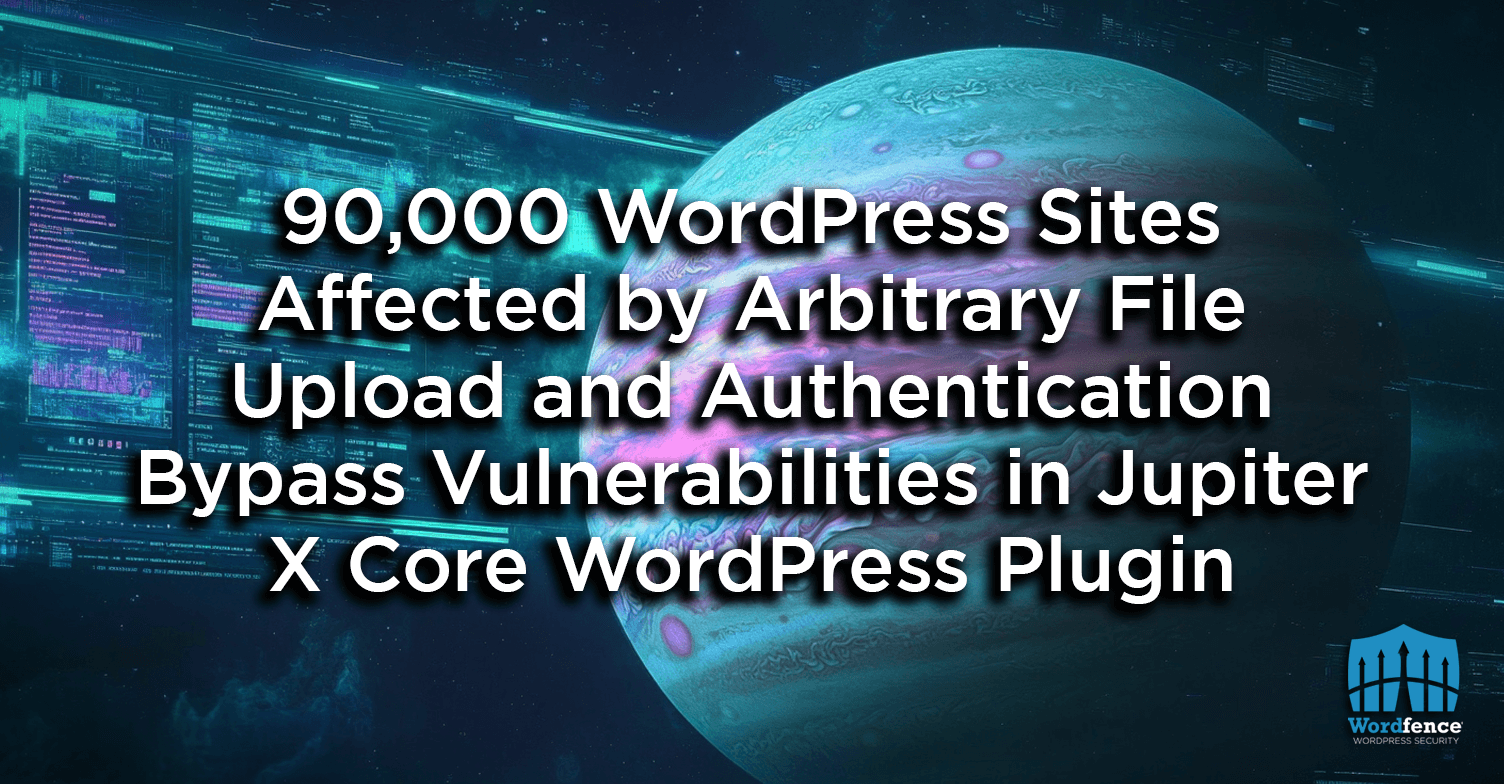 90,000 WordPress Sites
Affected by Arbitrary File
Upload and Authentication
Bypass Vulnerabilities in Jupiter
X Core WordPress Plugin
Wordfence
WORDPRESS SECURITY